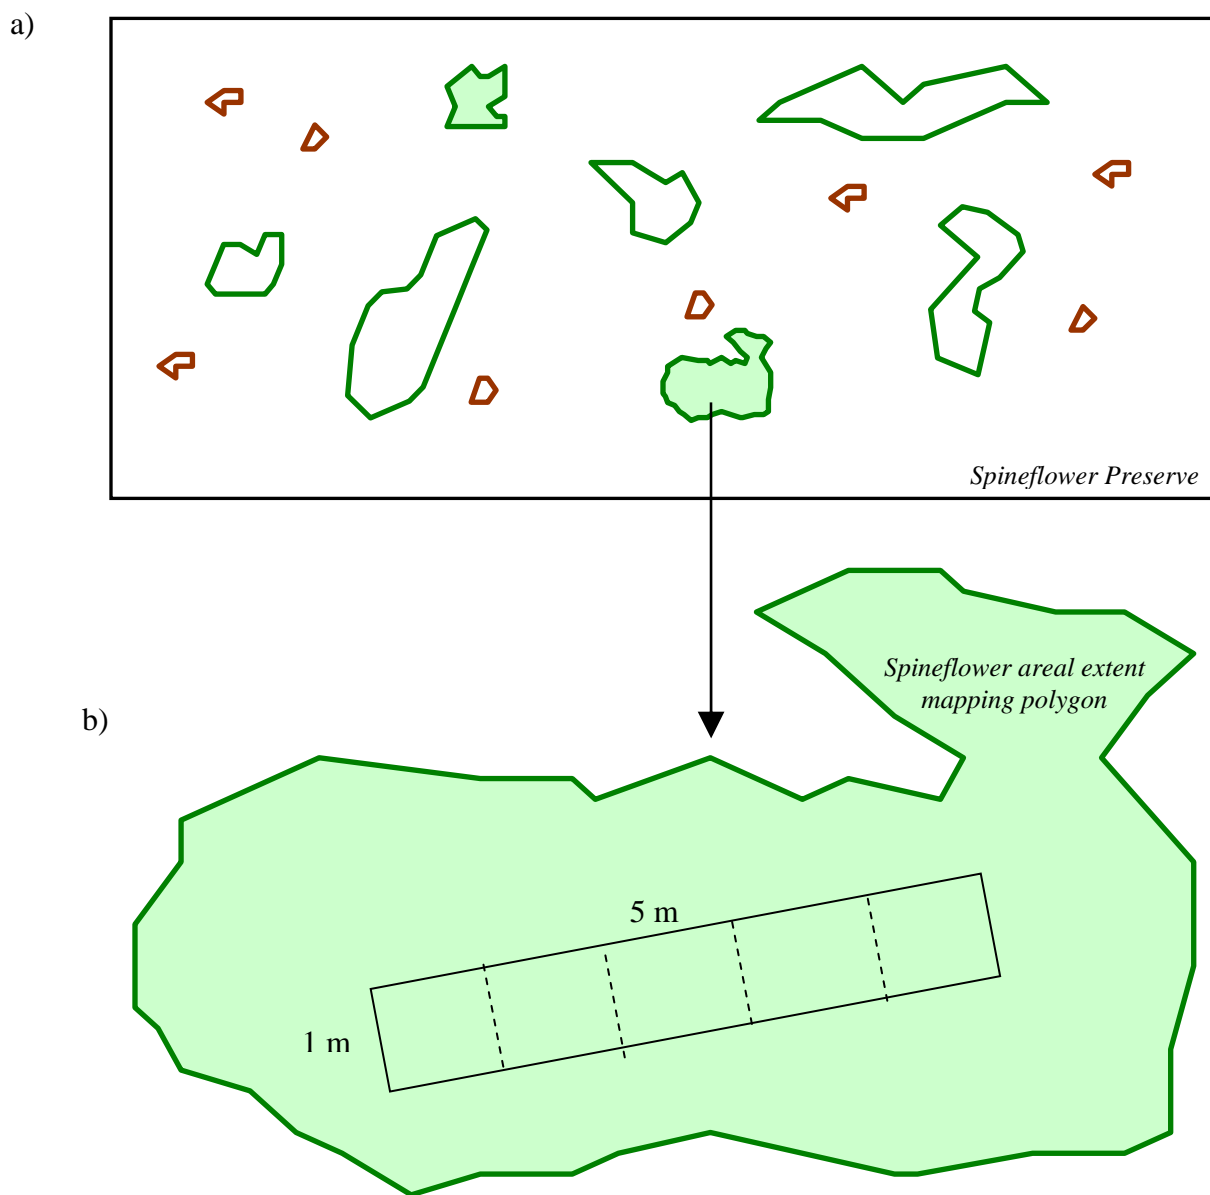 a)
Spineflower Preserve
Spineflower areal extent
mapping polygon
b)
5 m
1 m